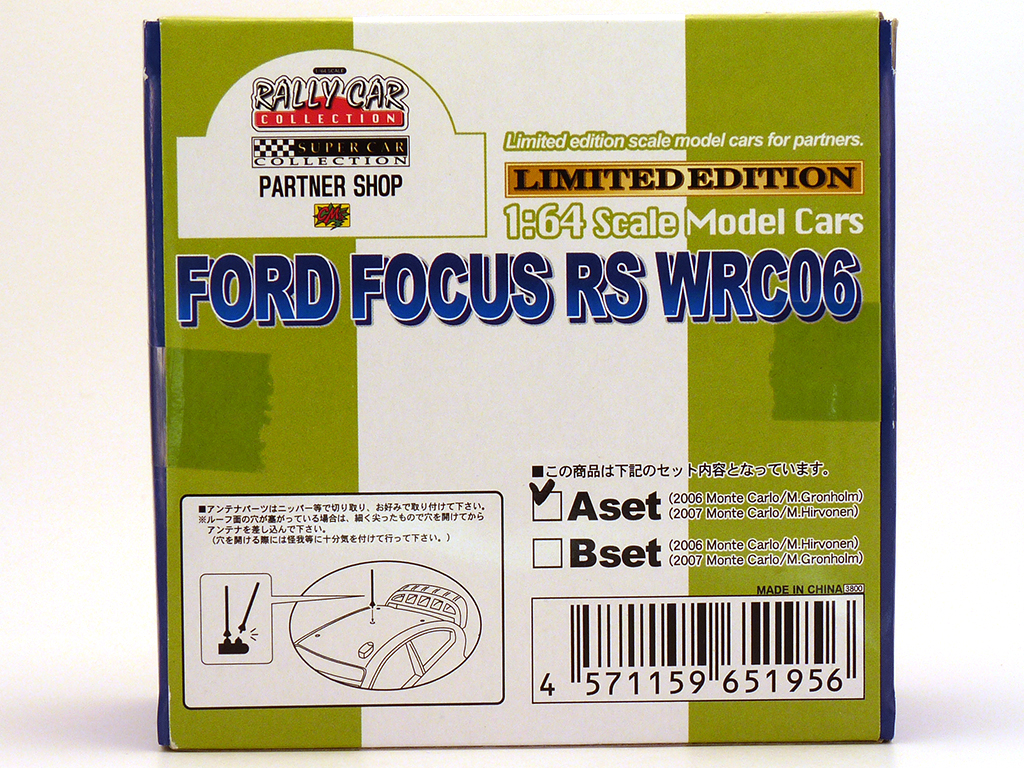 1:64 SCALE
RALLY CAR
COLLECTION
SUPER CAR
COLLECTION
PARTNER SHOP
CM's
Limited edition scale model cars for partners.
LIMITED EDITION
1:64 Scale Model Cars
FORD FOCUS RS WRC06
■この商品は下記のセット内容となっています。
Aset (2006 Monte Carlo/M.Gronholm)
(2007 Monte Carlo/M.Hirvonen)
Bset (2006 Monte Carlo/M.Hirvonen)
(2007 Monte Carlo/M.Gronholm)
■アンテナパーツはニッパー等で切り取り、お好みで取り付けて下さい。
※ルーフ面の穴が塞がっている場合は、細く尖ったもので穴を開けてから
アンテナを差し込んで下さい。
(穴を開ける際には怪我等に十分気を付けて行って下さい。)
MADE IN CHINA 3800
4 571159 651956